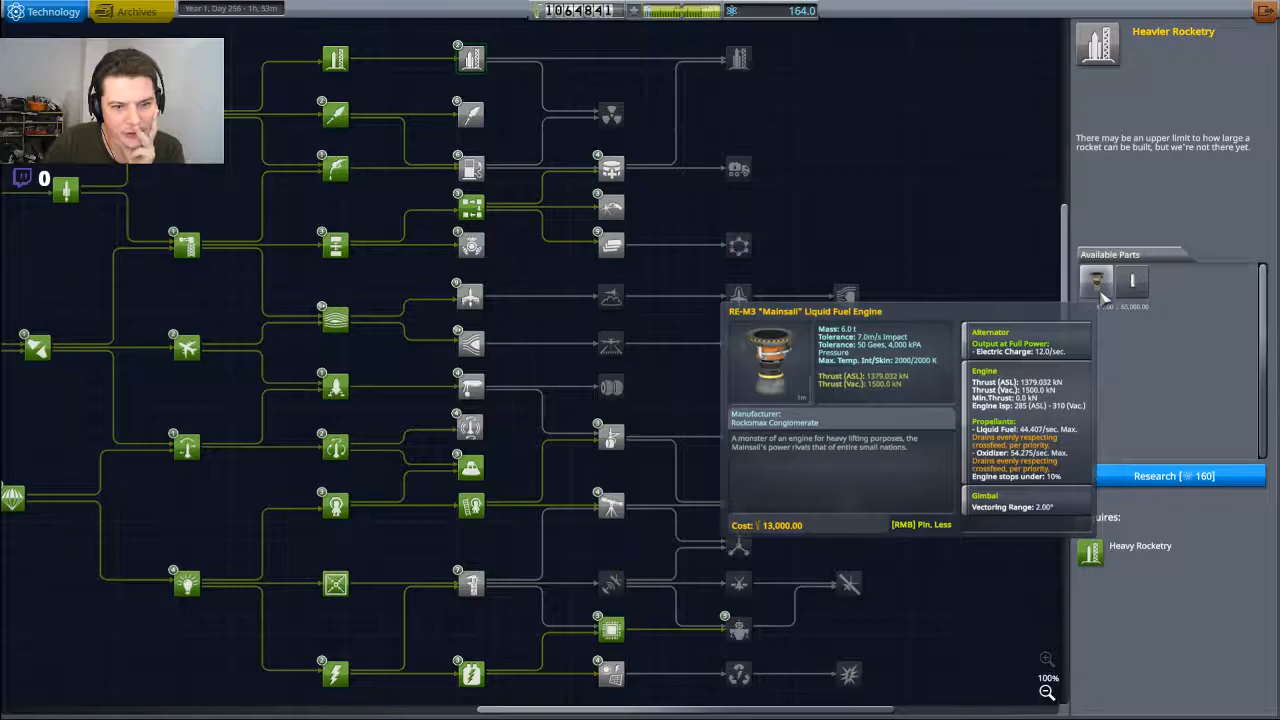 Technology
Archives
Year 1, Day 256 - 1h, 53m
1064841
164.0
0
Heavier Rocketry
There may be an upper limit to how large a
rocket can be built, but we're not there yet.
Available Parts
65,000.00
RE-M3 "Mainsail" Liquid Fuel Engine
Mass: 6.0 t
Tolerance: 7.0m/s Impact
Tolerance: 50 Gees, 4,000 kPA
Pressure
Max. Temp. Int/Skin: 2000/2000 K
Thrust (ASL): 1379.032 kN
Thrust (Vac.): 1500.0 kN
1m
Manufacturer:
Rockomax Conglomerate
A monster of an engine for heavy lifting purposes, the
Mainsail's power rivals that of entire small nations.
Cost: 13,000.00
[RMB] Pin, Less
Alternator
Output at Full Power:
- Electric Charge: 12.0/sec.
Engine
Thrust (ASL): 1379.032 kN
Thrust (Vac.): 1500.0 kN
Min.Thrust: 0.0 kN
Engine Isp: 285 (ASL) - 310 (Vac.)
Propellants:
- Liquid Fuel: 44.407/sec. Max.
Drains evenly respecting
crossfeed, per priority.
- Oxidizer: 54.275/sec. Max.
Drains evenly respecting
crossfeed, per priority.
Engine stops under: 10%
Gimbal
Vectoring Range: 2.00°
Research [160]
uires:
Heavy Rocketry
100%